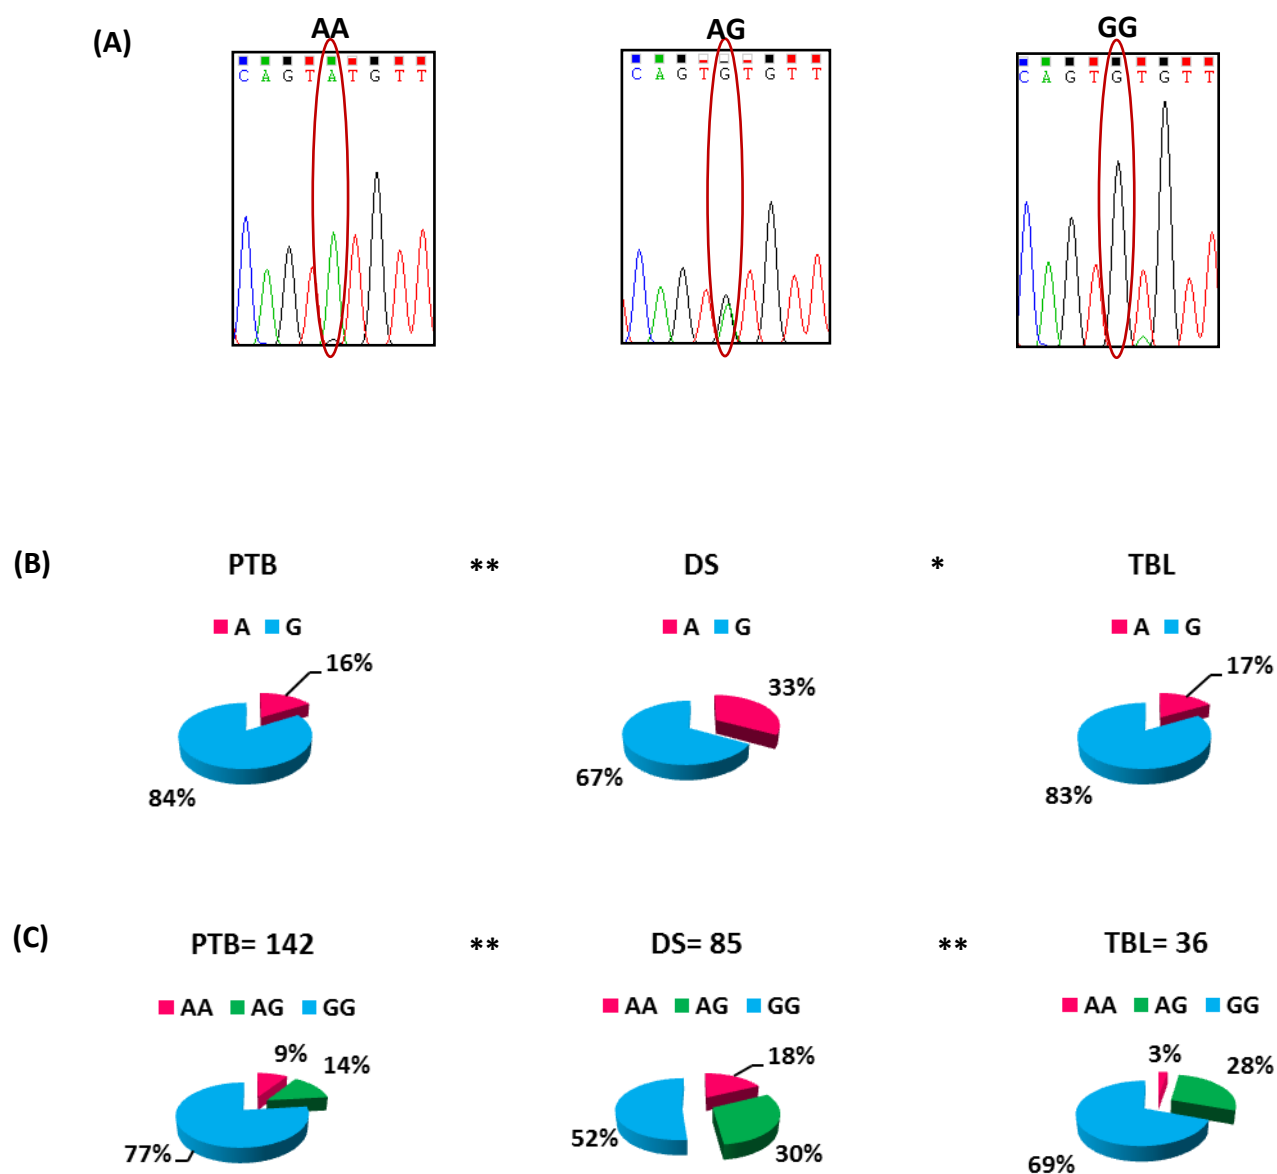 (A)
AA AG GG
C A G T A T G T T
C A G T G T G T T
C A G T G T G T T
(B)
PTB ** DS * TBL
A G
A G
A G
16%
84%
33%
67%
17%
83%
(C)
PTB= 142 ** DS= 85 ** TBL= 36
AA AG GG
AA AG GG
AA AG GG
9%
14%
77%
18%
30%
52%
3%
28%
69%